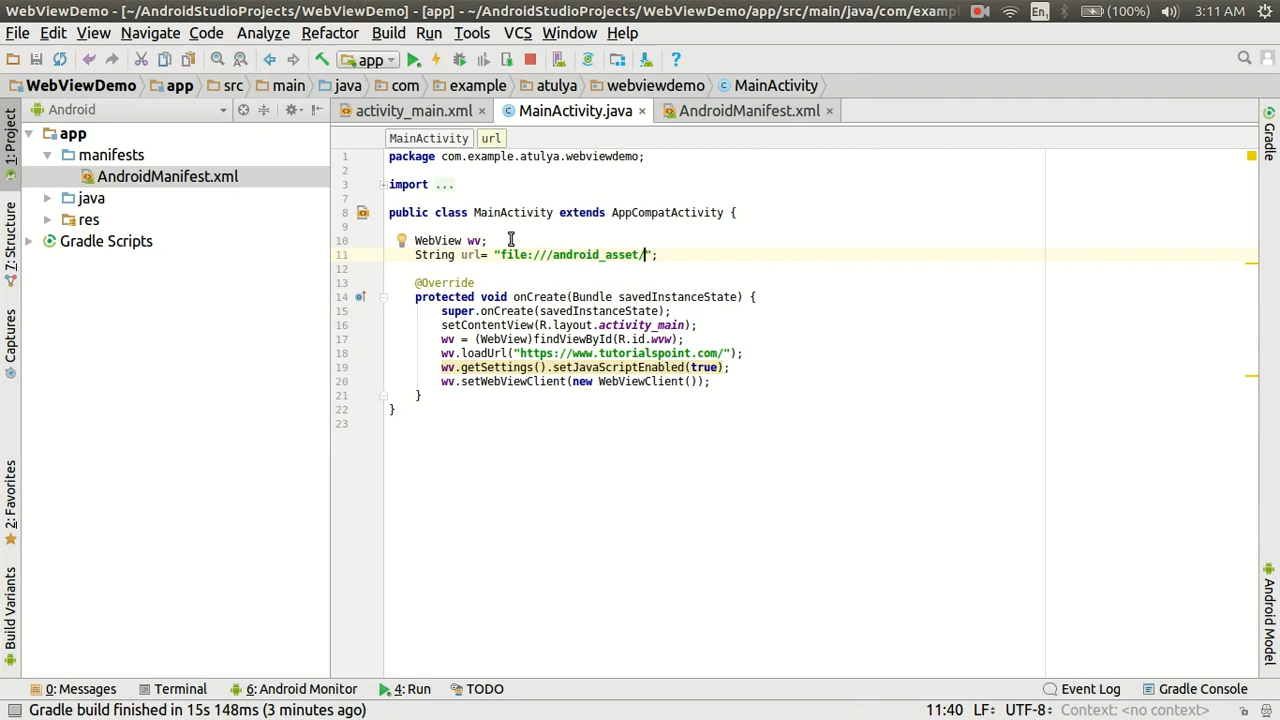 WebViewDemo - [~/AndroidStudioProjects/WebViewDemo] - [app] - ~/AndroidStudioProjects/WebViewDemo/app/src/main/java/com/examp
En1
(100%)
3:11 AM
File Edit View Navigate Code Analyze Refactor Build Run Tools VCS Window Help
app
WebViewDemo app src main java com example atulya webviewdemo MainActivity
Android
activity_main.xml MainActivity.java AndroidManifest.xml
1: Project
7: Structure
Captures
2: Favorites
Build Variants
app
manifests
AndroidManifest.xml
java
res
Gradle Scripts
MainActivity url
1 package com.example.atulya.webviewdemo;
2
3 import ...
7
8 public class MainActivity extends AppCompatActivity {
9
10 WebView wv;
11 String url= "file:///android_asset/";
12
13 @Override
14 protected void onCreate(Bundle savedInstanceState) {
15 super.onCreate(savedInstanceState);
16 setContentView(R.layout.activity_main);
17 wv = (WebView)findViewById(R.id.wvw);
18 wv.loadUrl("https://www.tutorialspoint.com/");
19 wv.getSettings().setJavaScriptEnabled(true);
20 wv.setWebViewClient(new WebViewClient());
21 }
22 }
23
Gradle
Android Model
0: Messages Terminal 6: Android Monitor 4: Run TODO Event Log Gradle Console
Gradle build finished in 15s 148ms (3 minutes ago) 11:40 LF UTF-8 Context: <no context>